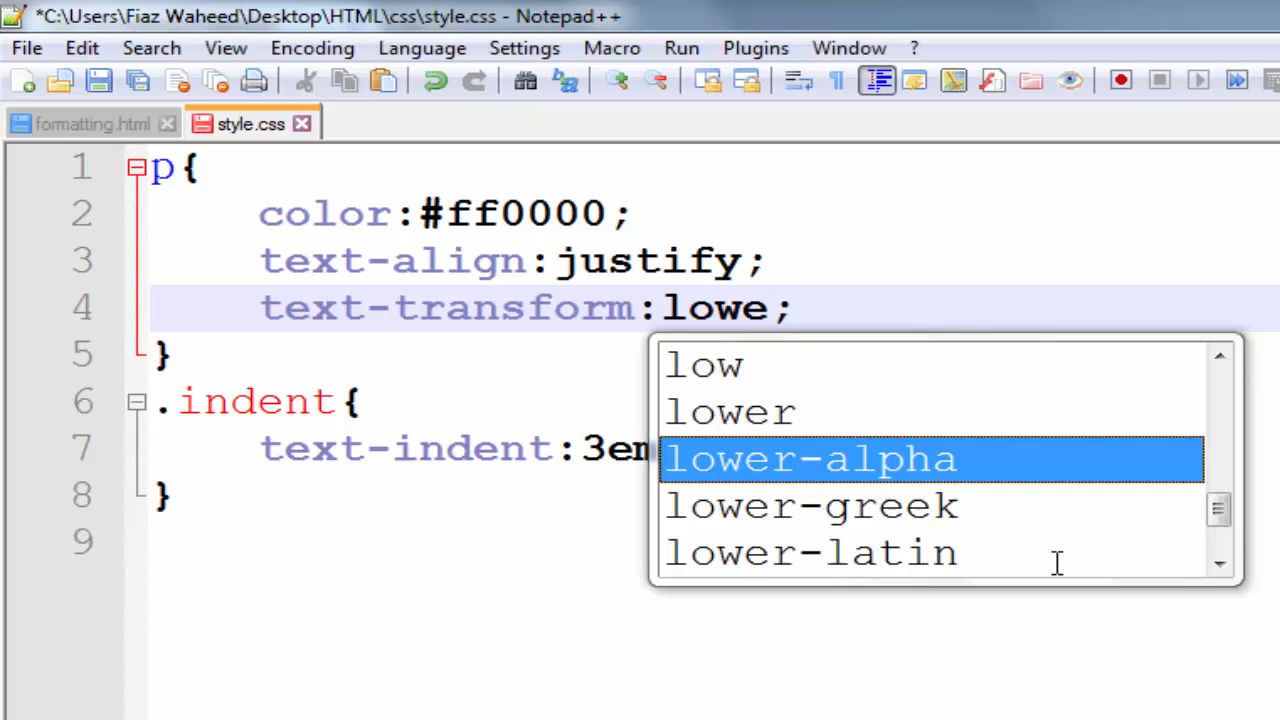 *C:\Users\Fiaz Waheed\Desktop\HTML\css\style.css - Notepad++
File Edit Search View Encoding Language Settings Macro Run Plugins Window ?
formatting.html style.css
1 p{
2 color:#ff0000;
3 text-align:justify;
4 text-transform:lowe;
5 }
6 .indent{
7 text-indent:3em
8 }
9
low
lower
lower-alpha
lower-greek
lower-latin